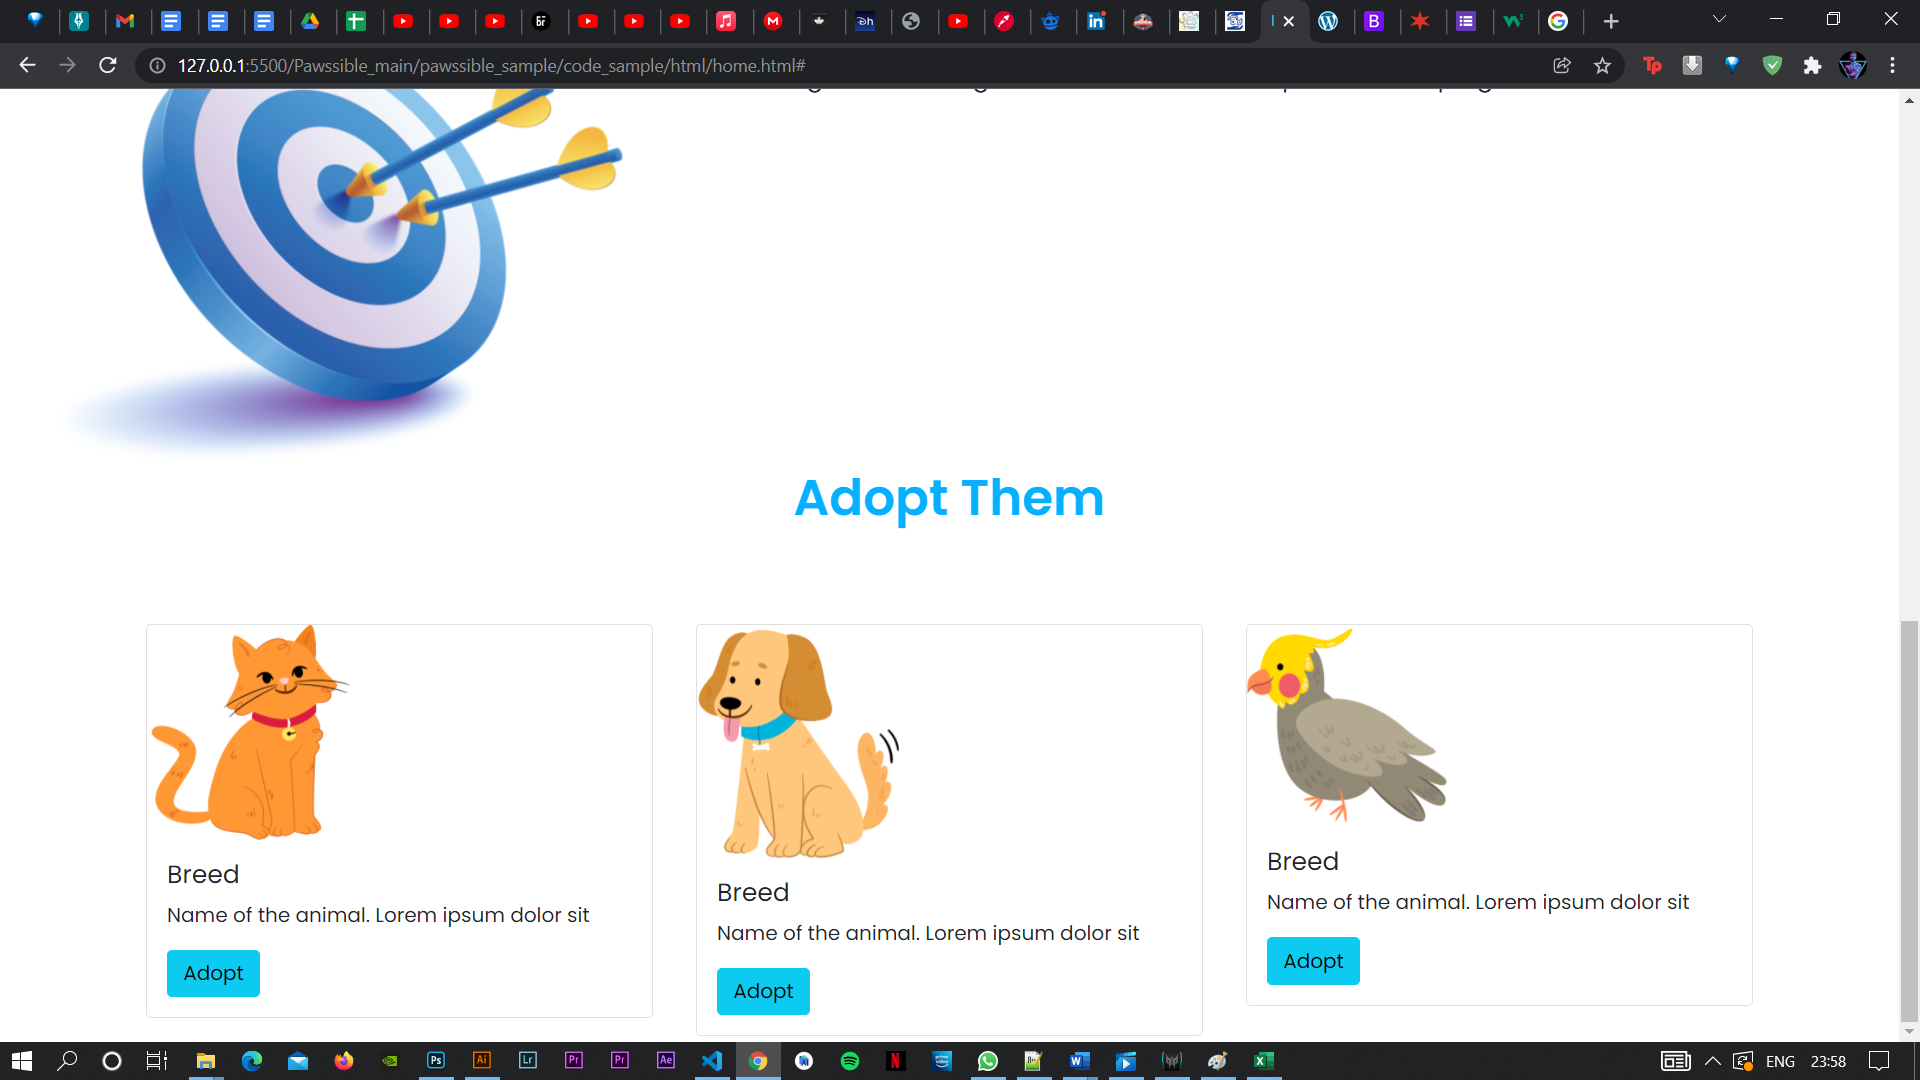 127.0.0.1:5500/Pawssible_main/pawssible_sample/code_sample/html/home.html#
Adopt Them
Breed
Name of the animal. Lorem ipsum dolor sit
Adopt
Breed
Name of the animal. Lorem ipsum dolor sit
Adopt
Breed
Name of the animal. Lorem ipsum dolor sit
Adopt
ENG 23:58